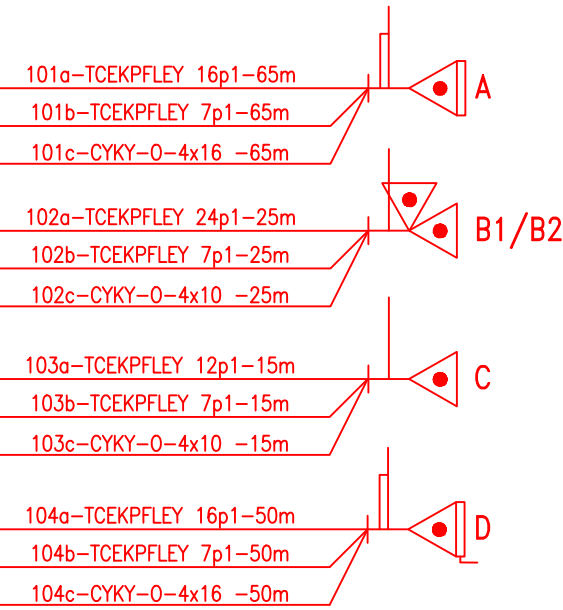 101a-TCEKPFLEY 16p1-65m
A
101b-TCEKPFLEY 7p1-65m
101c-CYKY-O-4x16 -65m
102a-TCEKPFLEY 24p1-25m
B1/B2
102b-TCEKPFLEY 7p1-25m
102c-CYKY-O-4x10 -25m
103a-TCEKPFLEY 12p1-15m
C
103b-TCEKPFLEY 7p1-15m
103c-CYKY-O-4x10 -15m
104a-TCEKPFLEY 16p1-50m
D
104b-TCEKPFLEY 7p1-50m
104c-CYKY-O-4x16 -50m